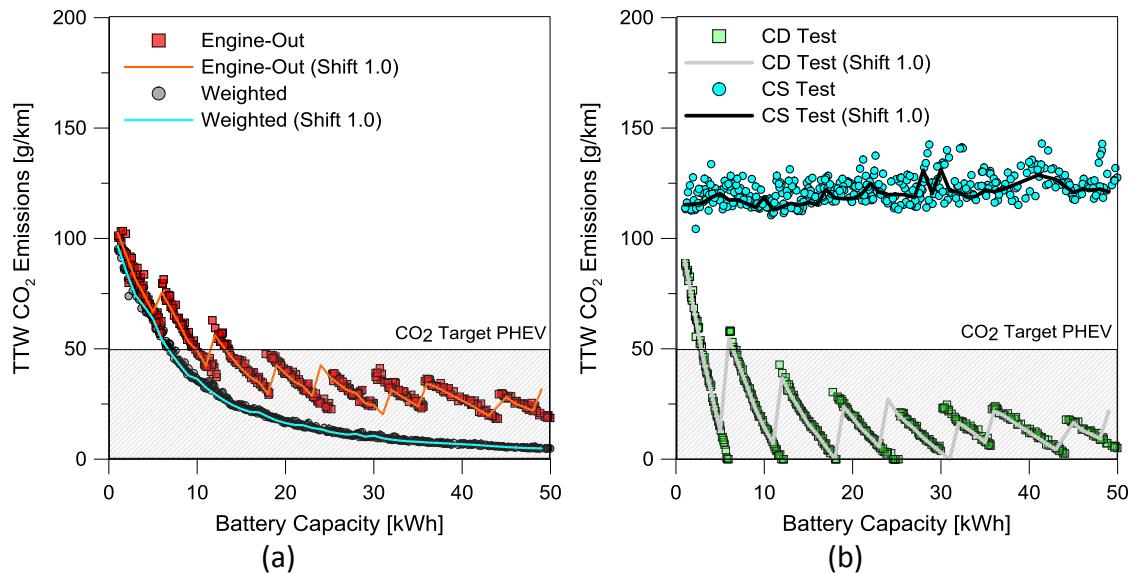 200
150
100
50
0
TTW CO2 Emissions [g/km]
Engine-Out
Engine-Out (Shift 1.0)
Weighted
Weighted (Shift 1.0)
CO2 Target PHEV
0 10 20 30 40 50
Battery Capacity [kWh]
(a)
200
150
100
50
0
TTW CO2 Emissions [g/km]
CD Test
CD Test (Shift 1.0)
CS Test
CS Test (Shift 1.0)
CO2 Target PHEV
0 10 20 30 40 50
Battery Capacity [kWh]
(b)